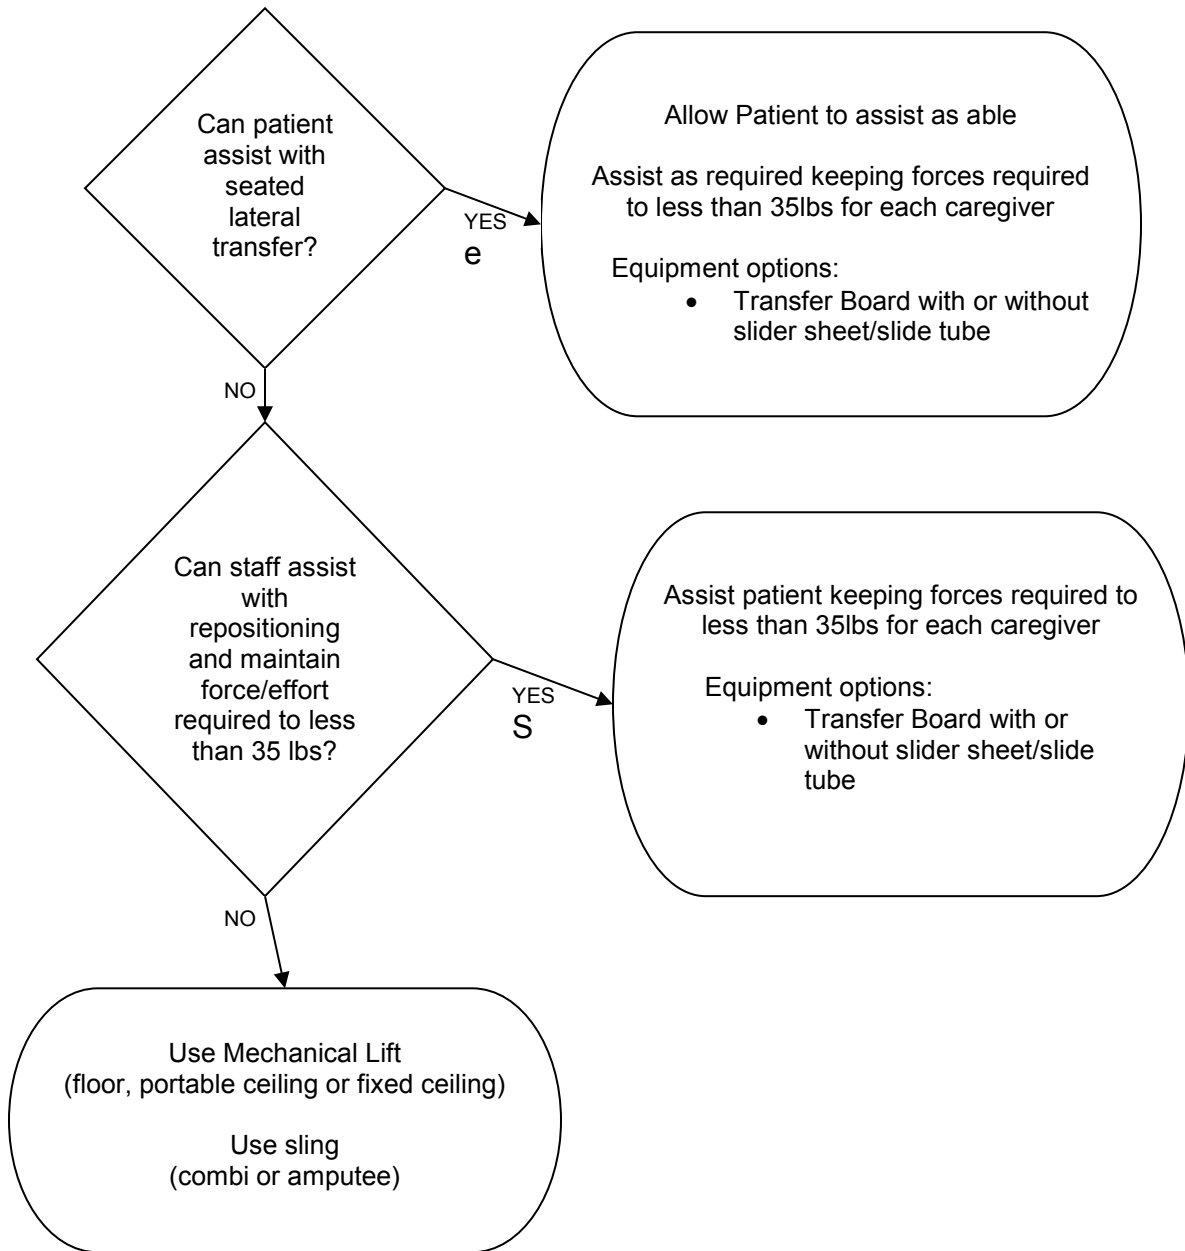 Can patient
assist with
seated
lateral
transfer?
YES
e
Allow Patient to assist as able
Assist as required keeping forces required
to less than 35lbs for each caregiver
Equipment options:
• Transfer Board with or without
slider sheet/slide tube
NO
Can staff assist
with
repositioning
and maintain
force/effort
required to less
than 35 lbs?
YES
S
Assist patient keeping forces required to
less than 35lbs for each caregiver
Equipment options:
• Transfer Board with or
without slider sheet/slide
tube
NO
Use Mechanical Lift
(floor, portable ceiling or fixed ceiling)
Use sling
(combi or amputee)